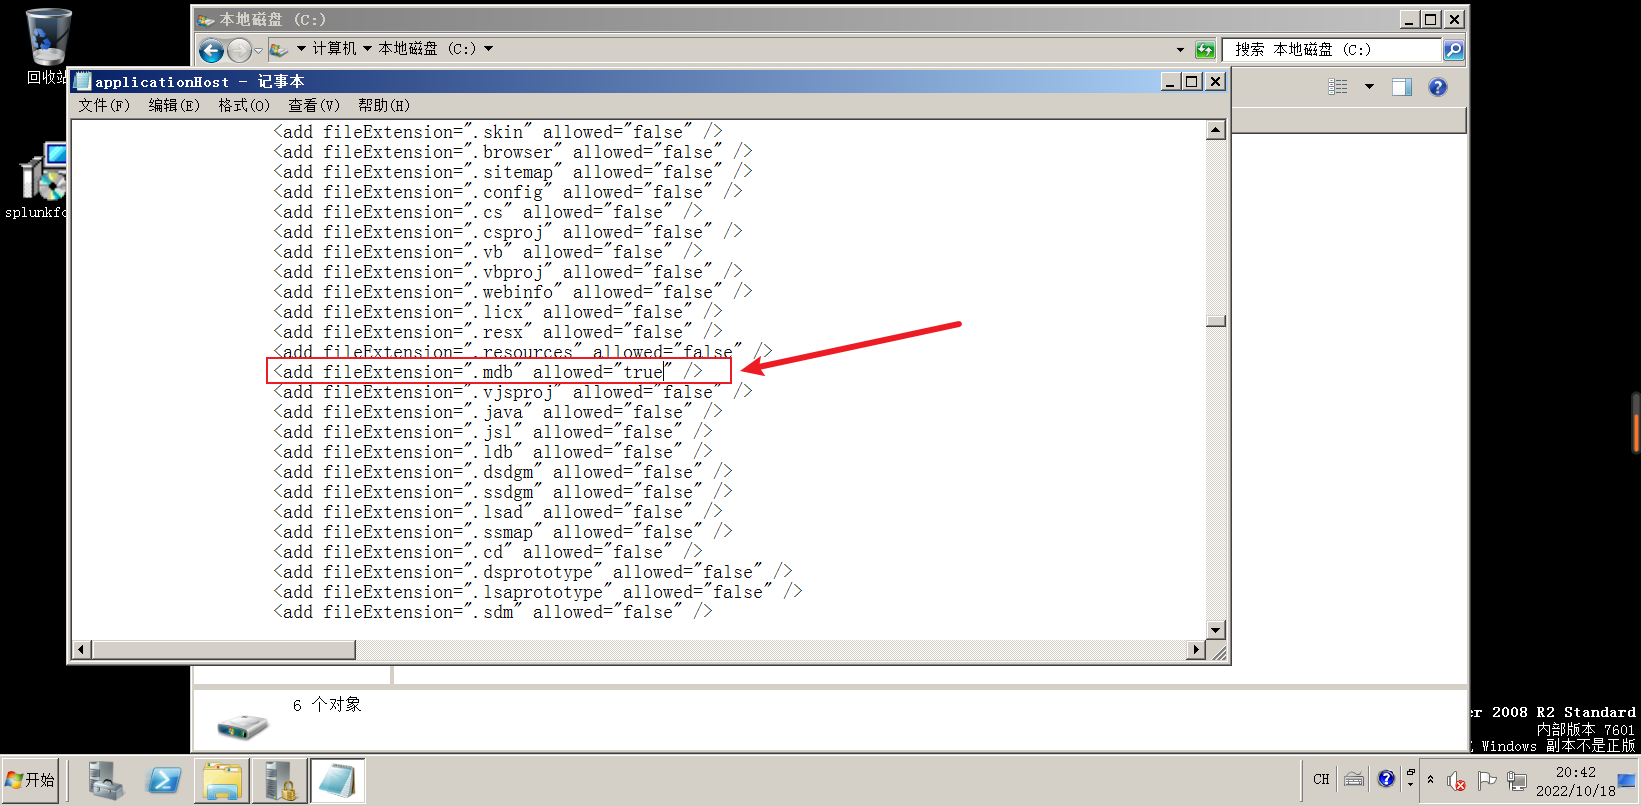 本地磁盘 (C:)
计算机 本地磁盘 (C:)
搜索 本地磁盘 (C:)
回收站
applicationHost - 记事本
文件(F) 编辑(E) 格式(O) 查看(V) 帮助(H)
<add fileExtension=".skin" allowed="false" />
<add fileExtension=".browser" allowed="false" />
<add fileExtension=".sitemap" allowed="false" />
<add fileExtension=".config" allowed="false" />
<add fileExtension=".cs" allowed="false" />
<add fileExtension=".csproj" allowed="false" />
<add fileExtension=".vb" allowed="false" />
<add fileExtension=".vbproj" allowed="false" />
<add fileExtension=".webinfo" allowed="false" />
<add fileExtension=".licx" allowed="false" />
<add fileExtension=".resx" allowed="false" />
<add fileExtension=".resources" allowed="false" />
<add fileExtension=".mdb" allowed="true" />
<add fileExtension=".vjsproj" allowed="false" />
<add fileExtension=".java" allowed="false" />
<add fileExtension=".jsl" allowed="false" />
<add fileExtension=".ldb" allowed="false" />
<add fileExtension=".dsdgm" allowed="false" />
<add fileExtension=".ssdgm" allowed="false" />
<add fileExtension=".lsad" allowed="false" />
<add fileExtension=".ssmap" allowed="false" />
<add fileExtension=".cd" allowed="false" />
<add fileExtension=".dsprototype" allowed="false" />
<add fileExtension=".lsaprototype" allowed="false" />
<add fileExtension=".sdm" allowed="false" />
splunkfo
6 个对象
er 2008 R2 Standard
内部版本 7601
Windows 副本不是正版
开始
CH
20:42
2022/10/18